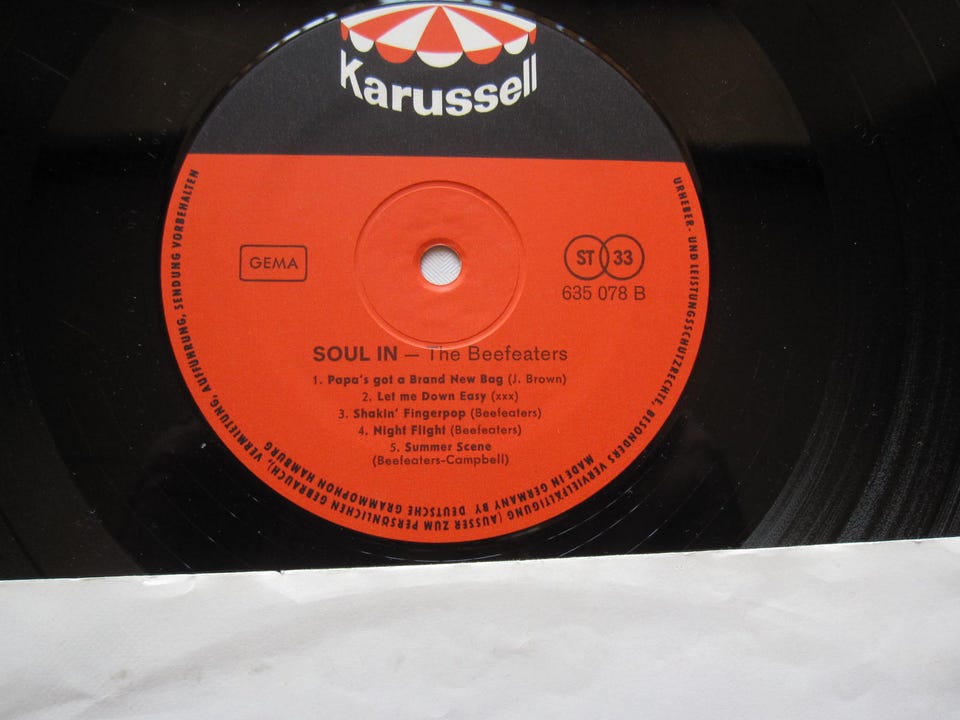 Karussell
GEMA
ST 33
635 078 B
SOUL IN — The Beefeaters
1. Papa's got a Brand New Bag (J. Brown)
2. Let me Down Easy (xxx)
3. Shakin' Fingerpop (Beefeaters)
4. Night Flight (Beefeaters)
5. Summer Scene
(Beefeaters-Campbell)
URHEBER- UND LEISTUNGSSCHUTZRECHTE, BESONDERS VERVIELFÄLTIGUNG (AUSSER ZUM PERSÖNLICHEN GEBRAUCH), VERMIETUNG, AUFFÜHRUNG, SENDUNG VORBEHALTEN
MADE IN GERMANY BY DEUTSCHE GRAMMOPHON HAMBURG